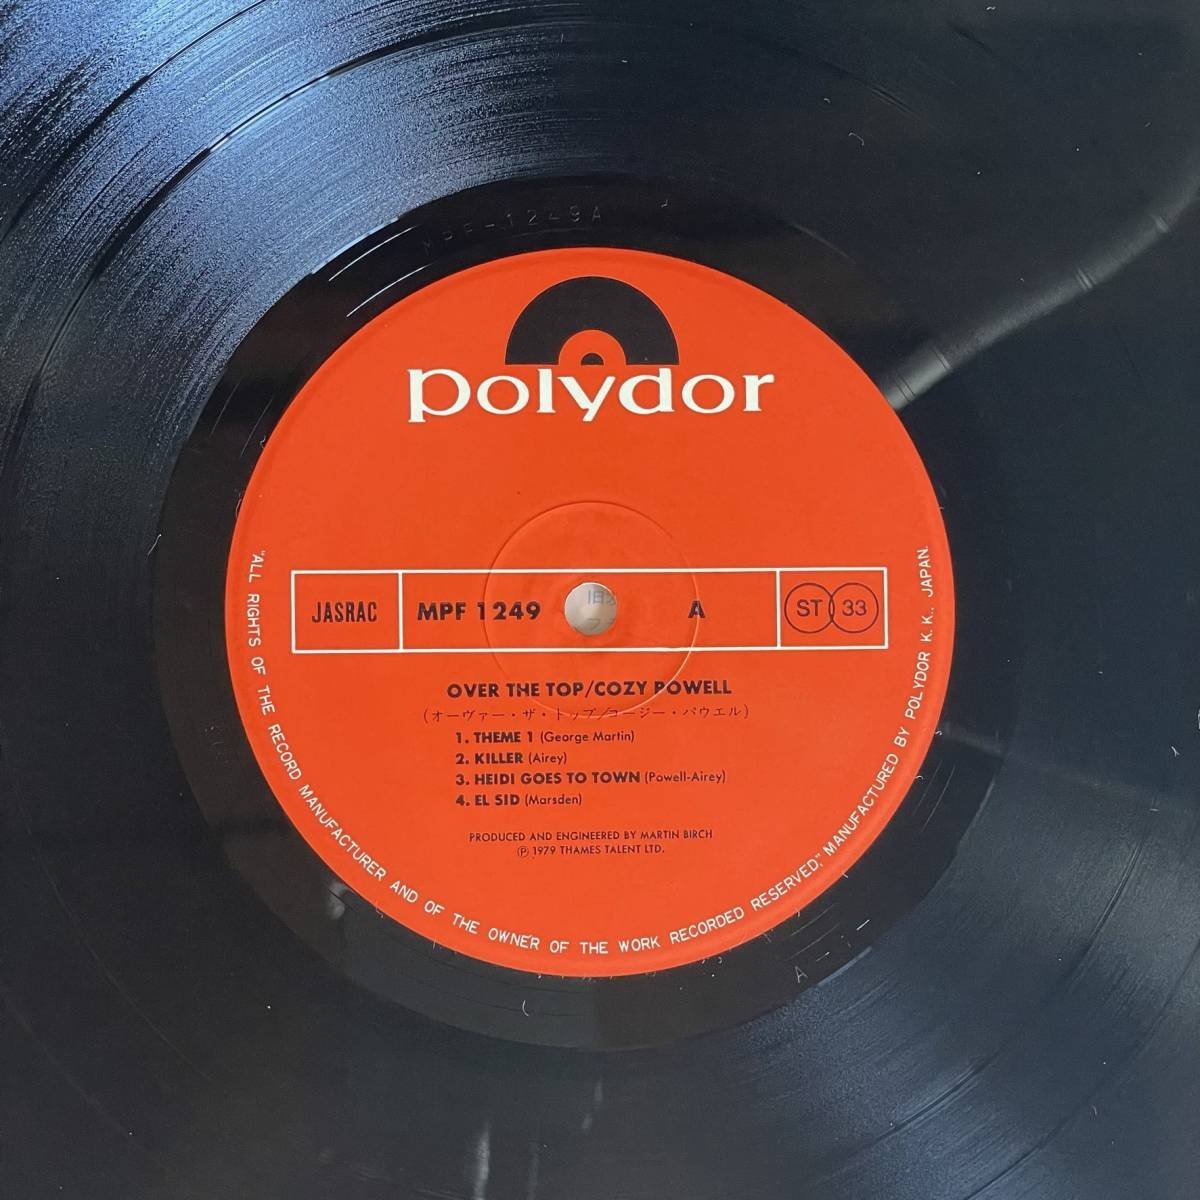 MPF-1249A
polydor
JASRAC MPF 1249 A ST 33
OVER THE TOP/COZY POWELL
(オーヴァー・ザ・トップ/コージー・パウエル)
1. THEME 1 (George Martin)
2. KILLER (Airey)
3. HEIDI GOES TO TOWN (Powell-Airey)
4. EL SID (Marsden)
PRODUCED AND ENGINEERED BY MARTIN BIRCH
Ⓟ 1979 THAMES TALENT LTD.
"ALL RIGHTS OF THE RECORD MANUFACTURER AND OF THE OWNER OF THE WORK RECORDED RESERVED," MANUFACTURED BY POLYDOR K. K., JAPAN.